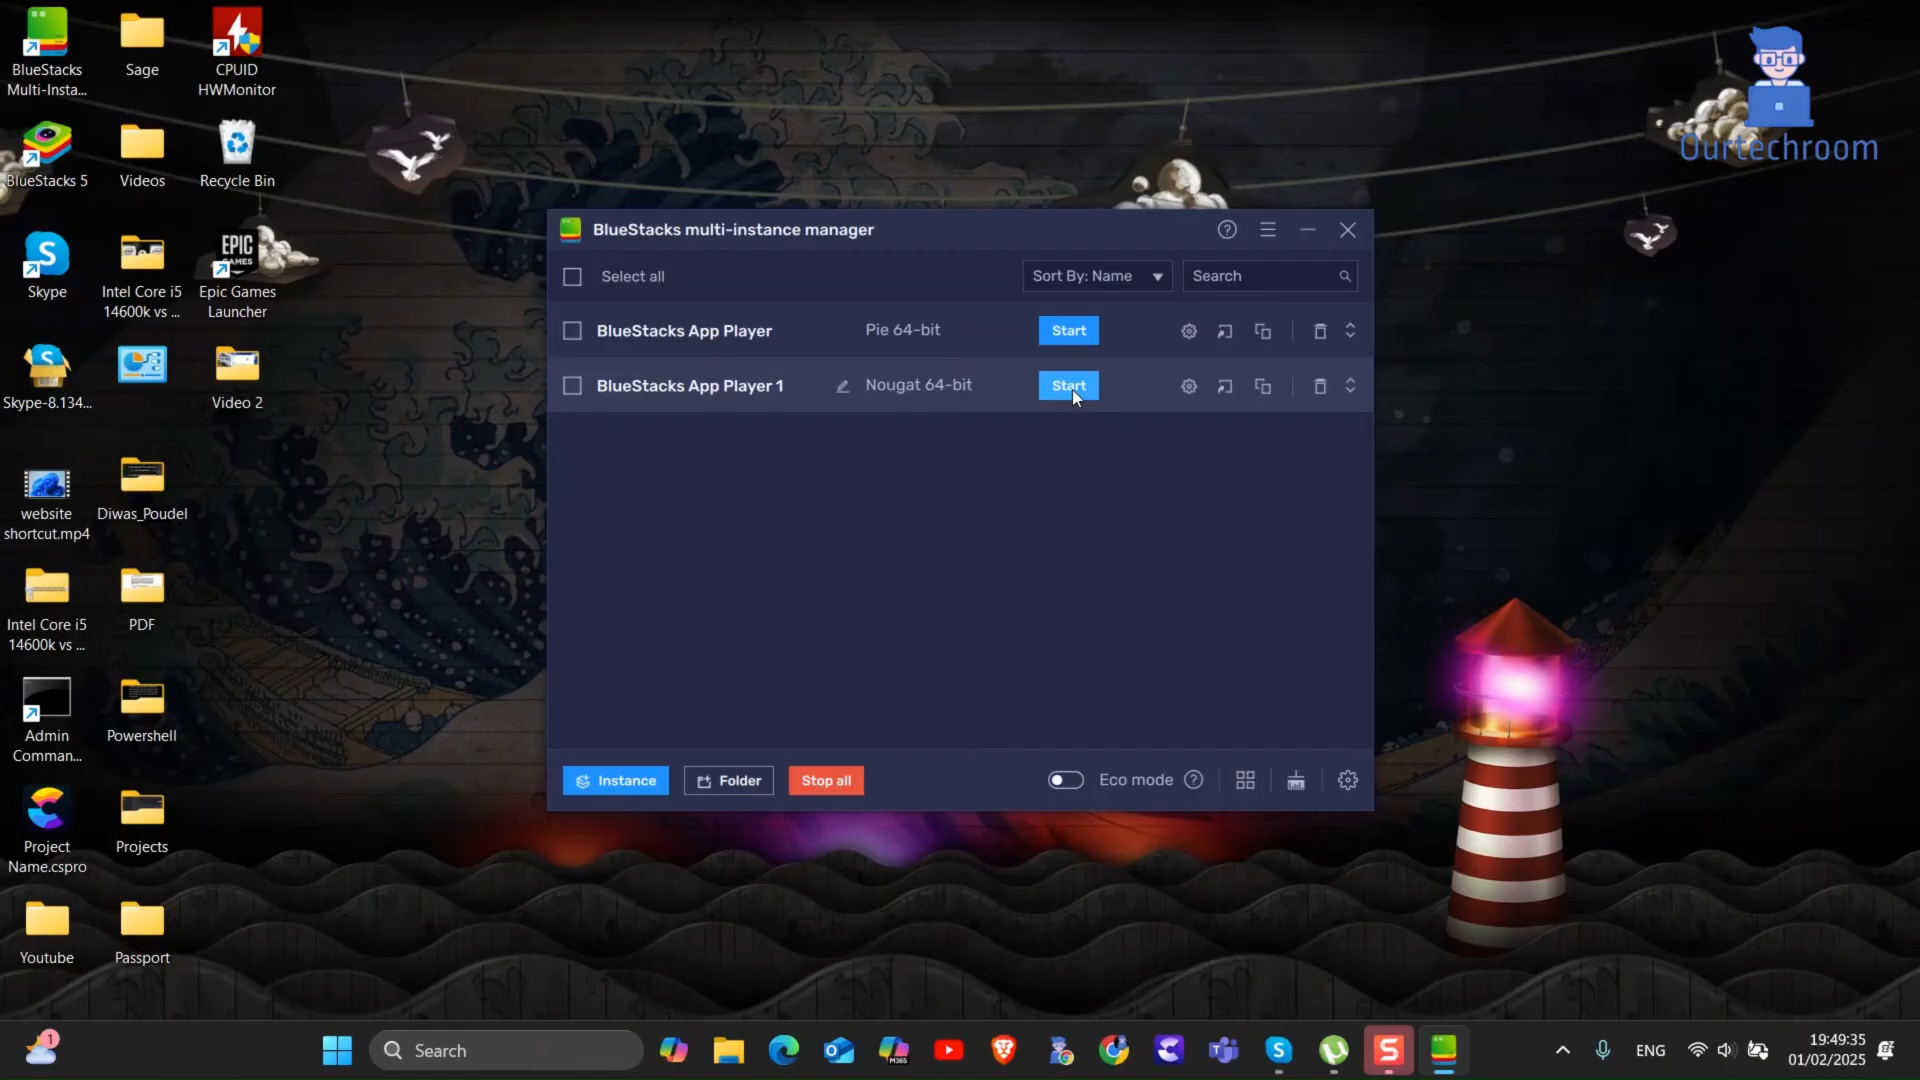 BlueStacks
Multi-Insta...
Sage
CPUID
HWMonitor
BlueStacks 5
Videos
Recycle Bin
Skype
Intel Core i5
14600k vs ...
EPIC
GAMES
Epic Games
Launcher
Skype-8.134...
Video 2
website
shortcut.mp4
Diwas_Poudel
Intel Core i5
14600k vs ...
PDF
Admin
Comman...
Powershell
Project
Name.cspro
Projects
Youtube
Passport
Ourtechroom
BlueStacks multi-instance manager
Select all
Sort By: Name
Search
BlueStacks App Player
Pie 64-bit
Start
BlueStacks App Player 1
Nougat 64-bit
Start
Instance
Folder
Stop all
Eco mode
1
Search
M365
ENG
19:49:35
01/02/2025